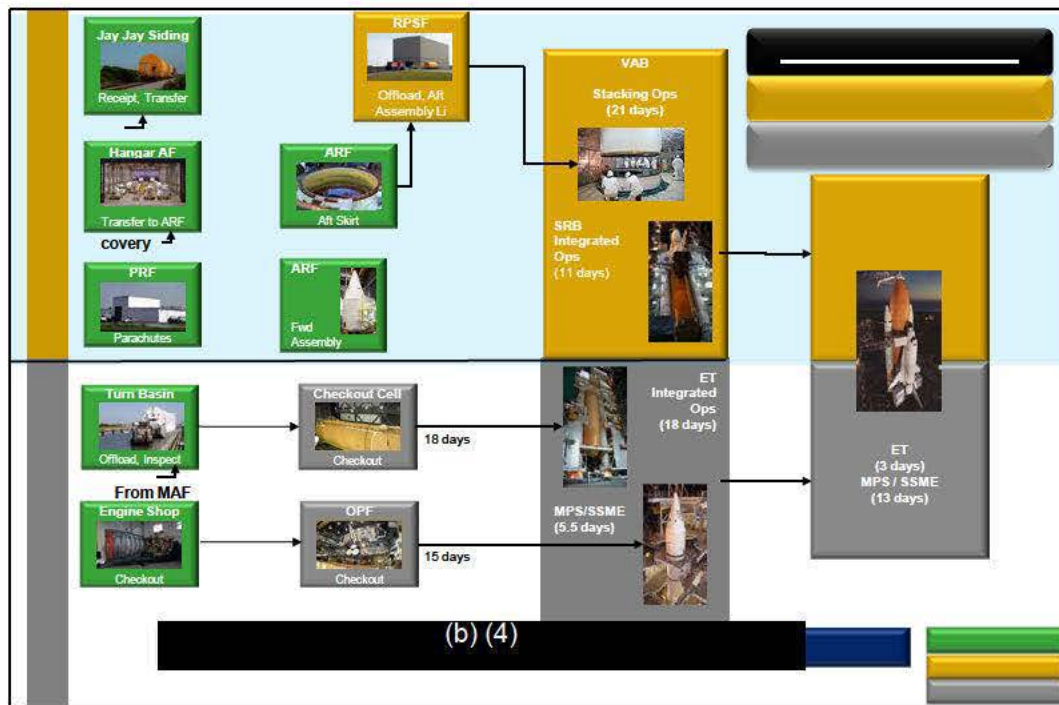 Jay Jay Siding
Receipt, Transfer
Hangar AF
Transfer to ARF
covery
PRF
Parachutes
RPSF
Offload, Aft
Assembly Li
ARF
Aft Skirt
ARF
Fwd
Assembly
VAB
Stacking Ops
(21 days)
SRB
Integrated
Ops
(11 days)
Turn Basin
Offload, Inspect
From MAF
Engine Shop
Checkout
Checkout Cell
Checkout
18 days
OPF
Checkout
15 days
ET
Integrated
Ops
(18 days)
MPS/SSME
(5.5 days)
ET
(3 days)
MPS / SSME
(13 days)
(b) (4)